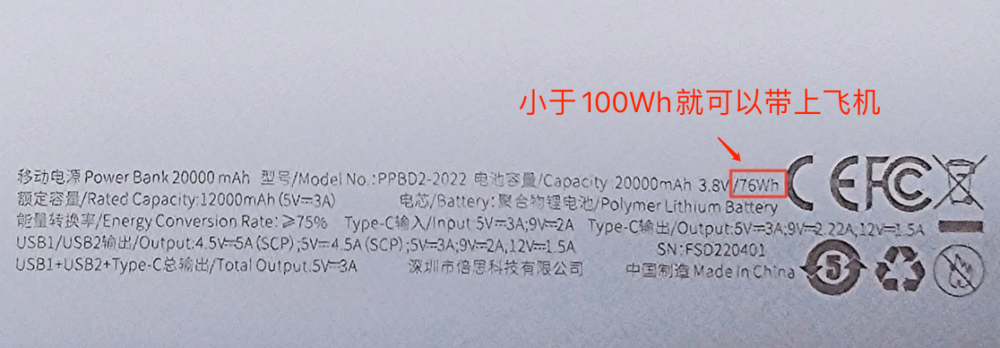 小于100Wh就可以带上飞机
移动电源 Power Bank 20000 mAh 型号/Model No.:PPBD2-2022 电池容量/Capacity :20000mAh 3.8V/76Wh
额定容量/Rated Capacity:12000mAh (5V⎓3A) 电芯/Battery: 聚合物锂电池/Polymer Lithium Battery
能量转换率/Energy Conversion Rate: ≥75% Type-C输入/Input:5V⎓3A;9V⎓2A Type-C输出/Output:5V⎓3A;9V⎓2.22A;12V⎓1.5A
USB1/USB2输出/Output:4.5V⎓5A (SCP) ;5V⎓4.5A (SCP) ;5V⎓3A;9V⎓2A;12V⎓1.5A SN:FSD220401
USB1+USB2+Type-C总输出/Total Output:5V⎓3A 深圳市倍思科技有限公司 中国制造 Made in China
CE FC
5